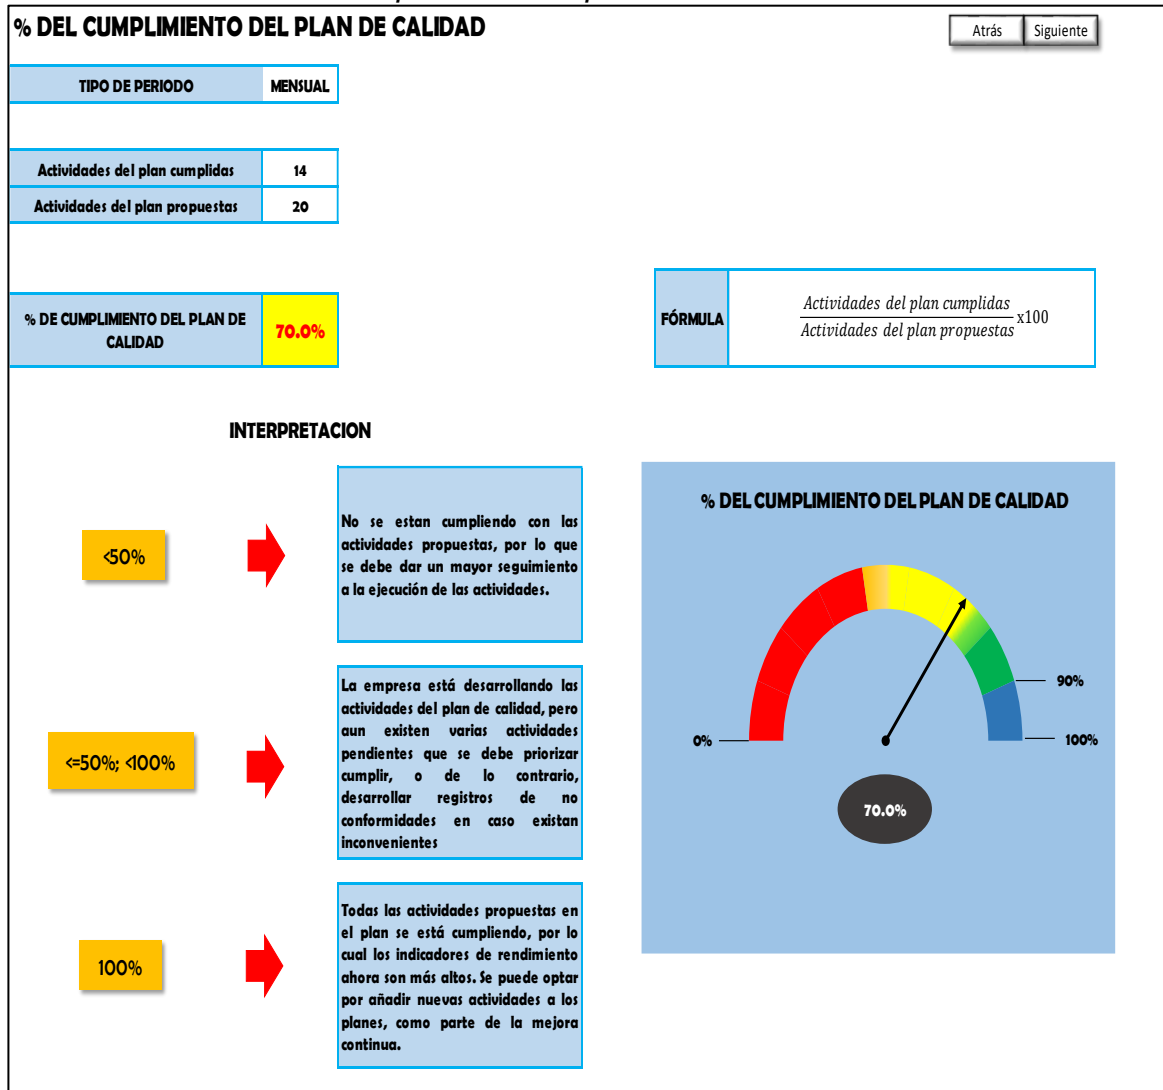 % DEL CUMPLIMIENTO DEL PLAN DE CALIDAD
Atrás
Siguiente
TIPO DE PERIODO
MENSUAL
Actividades del plan cumplidas
14
Actividades del plan propuestas
20
% DE CUMPLIMIENTO DEL PLAN DE
CALIDAD
70.0%
FÓRMULA
Actividades del plan cumplidas
Actividades del plan propuestas
x100
INTERPRETACION
<50%
No se estan cumpliendo con las
actividades propuestas, por lo que
se debe dar un mayor seguimiento
a la ejecución de las actividades.
<=50%; <100%
La empresa está desarrollando las
actividades del plan de calidad, pero
aun existen varias actividades
pendientes que se debe priorizar
cumplir, o de lo contrario,
desarrollar registros de no
conformidades en caso existan
inconvenientes
100%
Todas las actividades propuestas en
el plan se está cumpliendo, por lo
cual los indicadores de rendimiento
ahora son más altos. Se puede optar
por añadir nuevas actividades a los
planes, como parte de la mejora
continua.
% DEL CUMPLIMIENTO DEL PLAN DE CALIDAD
90%
0%
100%
70.0%